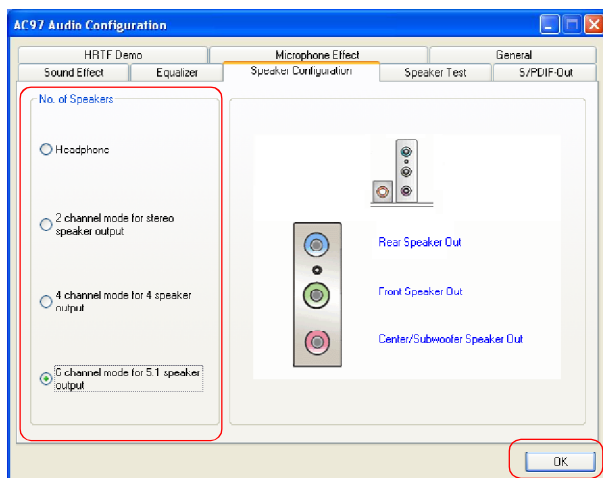 AC97 Audio Configuration
HRTF Demo
Microphone Effect
General
Sound Effect
Equalizer
Speaker Configuration
Speaker Test
S/PDIF-Out
No. of Speakers
Headphone
2 channel mode for stereo
speaker output
4 channel mode for 4 speaker
output
6 channel mode for 5.1 speaker
output
Rear Speaker Out
Front Speaker Out
Center/Subwoofer Speaker Out
OK